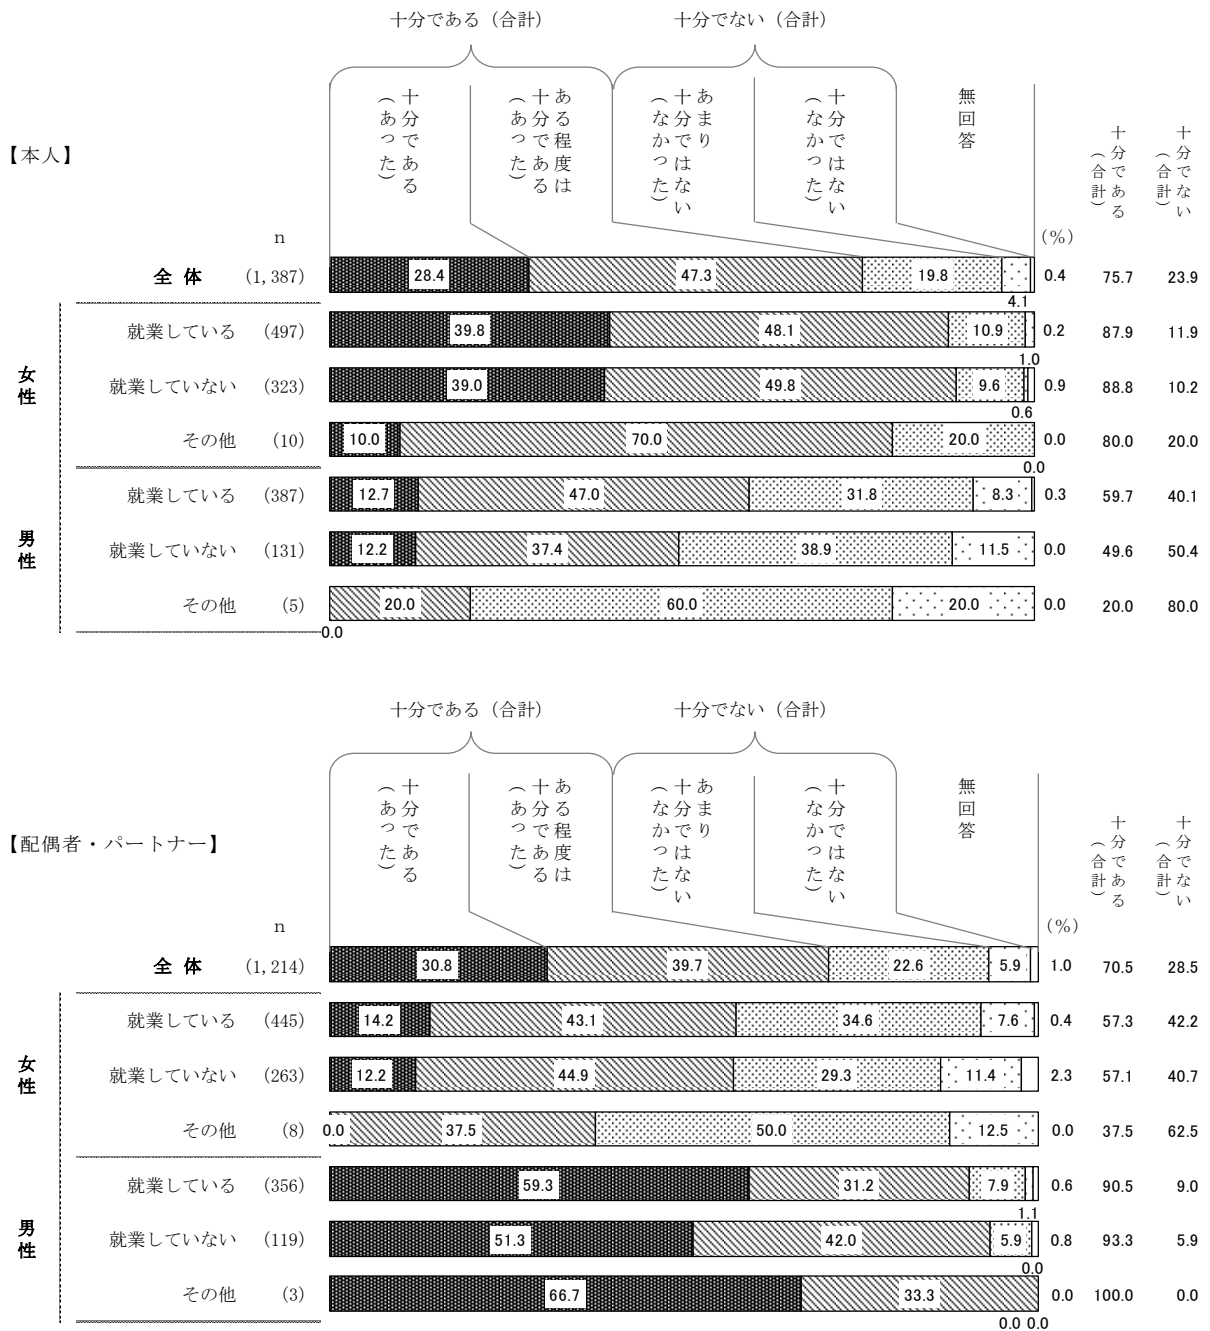 十分である（合計） 十分でない（合計）
十分である（あった）
ある程度は十分である（あった）
あまり十分ではない（なかった）
十分ではない（なかった）
無回答
十分である（合計）
十分でない（合計）
【本人】
n (%)
全 体 (1,387) 28.4 47.3 19.8 4.1 0.4 75.7 23.9
女性
就業している (497) 39.8 48.1 10.9 1.0 0.2 87.9 11.9
就業していない (323) 39.0 49.8 9.6 0.6 0.9 88.8 10.2
その他 (10) 10.0 70.0 20.0 0.0 0.0 80.0 20.0
男性
就業している (387) 12.7 47.0 31.8 8.3 0.3 59.7 40.1
就業していない (131) 12.2 37.4 38.9 11.5 0.0 49.6 50.4
その他 (5) 0.0 20.0 60.0 20.0 0.0 20.0 80.0
十分である（合計） 十分でない（合計）
十分である（あった）
ある程度は十分である（あった）
あまり十分ではない（なかった）
十分ではない（なかった）
無回答
十分である（合計）
十分でない（合計）
【配偶者・パートナー】
n (%)
全 体 (1,214) 30.8 39.7 22.6 5.9 1.0 70.5 28.5
女性
就業している (445) 14.2 43.1 34.6 7.6 0.4 57.3 42.2
就業していない (263) 12.2 44.9 29.3 11.4 2.3 57.1 40.7
その他 (8) 0.0 37.5 50.0 12.5 0.0 37.5 62.5
男性
就業している (356) 59.3 31.2 7.9 1.1 0.6 90.5 9.0
就業していない (119) 51.3 42.0 5.9 0.0 0.8 93.3 5.9
その他 (3) 66.7 33.3 0.0 0.0 0.0 100.0 0.0